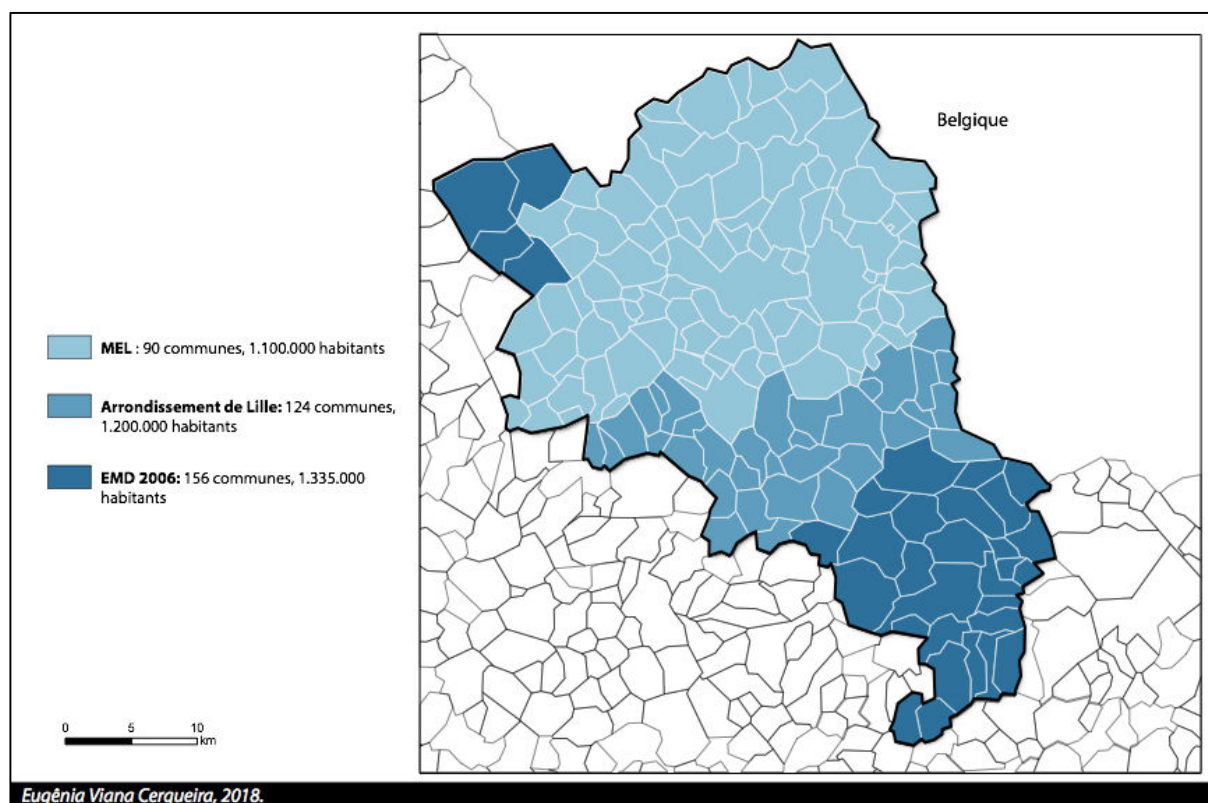 Belgique
MEL : 90 communes, 1.100.000 habitants
Arrondissement de Lille: 124 communes,
1.200.000 habitants
EMD 2006: 156 communes, 1.335.000
habitants
0 5 10
km
Eugênia Viana Cerqueira, 2018.